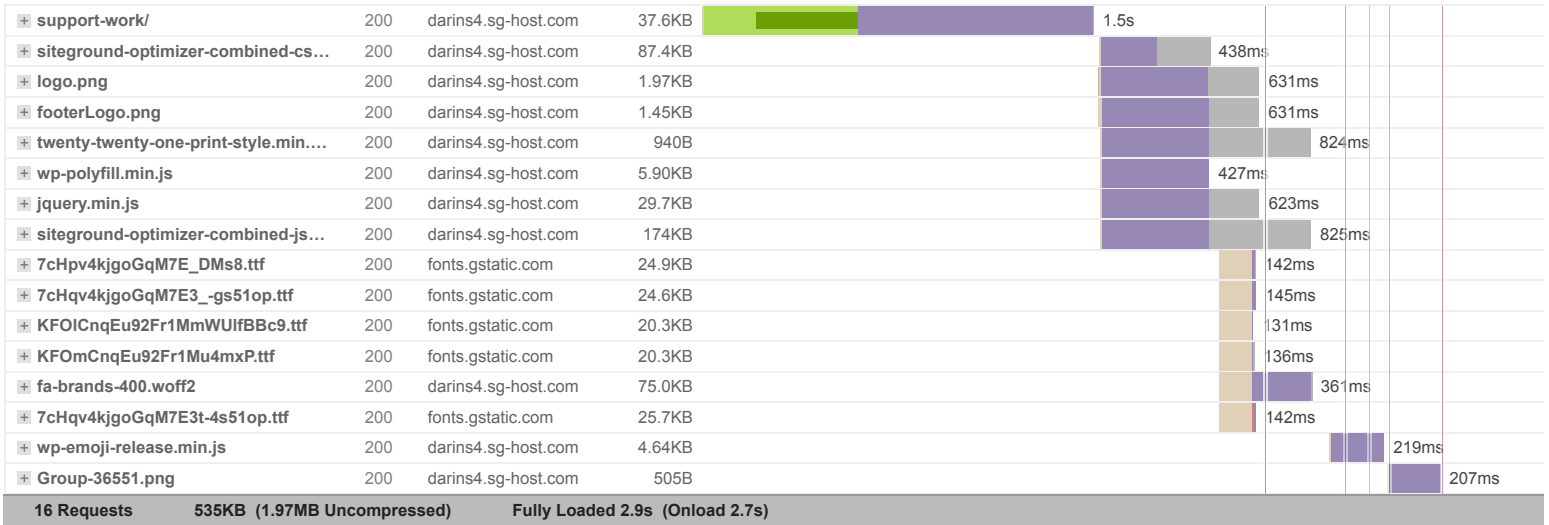 support-work/ 200 darins4.sg-host.com 37.6KB 1.5s
siteground-optimizer-combined-cs… 200 darins4.sg-host.com 87.4KB 438ms
logo.png 200 darins4.sg-host.com 1.97KB 631ms
footerLogo.png 200 darins4.sg-host.com 1.45KB 631ms
twenty-twenty-one-print-style.min.… 200 darins4.sg-host.com 940B 824ms
wp-polyfill.min.js 200 darins4.sg-host.com 5.90KB 427ms
jquery.min.js 200 darins4.sg-host.com 29.7KB 623ms
siteground-optimizer-combined-js… 200 darins4.sg-host.com 174KB 825ms
7cHpv4kjgoGqM7E_DMs8.ttf 200 fonts.gstatic.com 24.9KB 142ms
7cHqv4kjgoGqM7E3_-gs51op.ttf 200 fonts.gstatic.com 24.6KB 145ms
KFOlCnqEu92Fr1MmWUlfBBc9.ttf 200 fonts.gstatic.com 20.3KB 131ms
KFOmCnqEu92Fr1Mu4mxP.ttf 200 fonts.gstatic.com 20.3KB 136ms
fa-brands-400.woff2 200 darins4.sg-host.com 75.0KB 361ms
7cHqv4kjgoGqM7E3t-4s51op.ttf 200 fonts.gstatic.com 25.7KB 142ms
wp-emoji-release.min.js 200 darins4.sg-host.com 4.64KB 219ms
Group-36551.png 200 darins4.sg-host.com 505B 207ms
16 Requests 535KB (1.97MB Uncompressed) Fully Loaded 2.9s (Onload 2.7s)